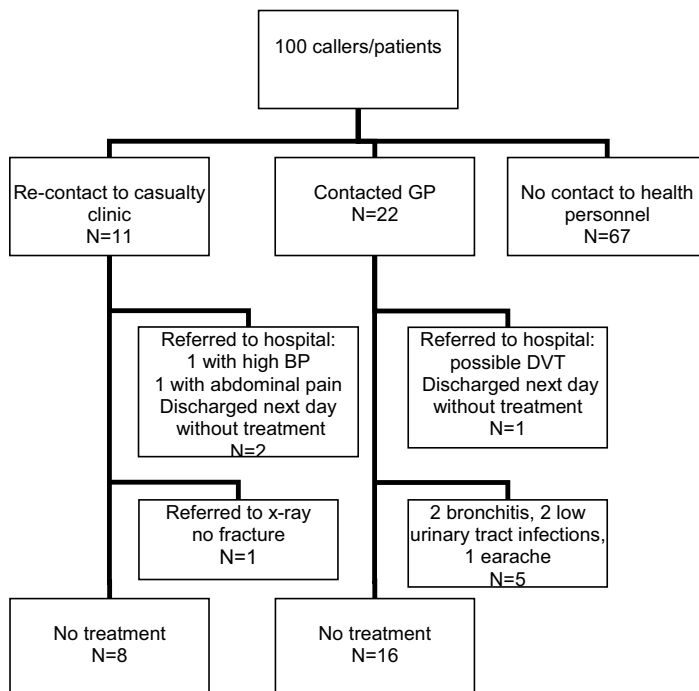 100 callers/patients
Re-contact to casualty
clinic
N=11
Contacted GP
N=22
No contact to health
personnel
N=67
Referred to hospital:
1 with high BP
1 with abdominal pain
Discharged next day
without treatment
N=2
Referred to hospital:
possible DVT
Discharged next day
without treatment
N=1
Referred to x-ray
no fracture
N=1
2 bronchitis, 2 low
urinary tract infections,
1 earache
N=5
No treatment
N=8
No treatment
N=16